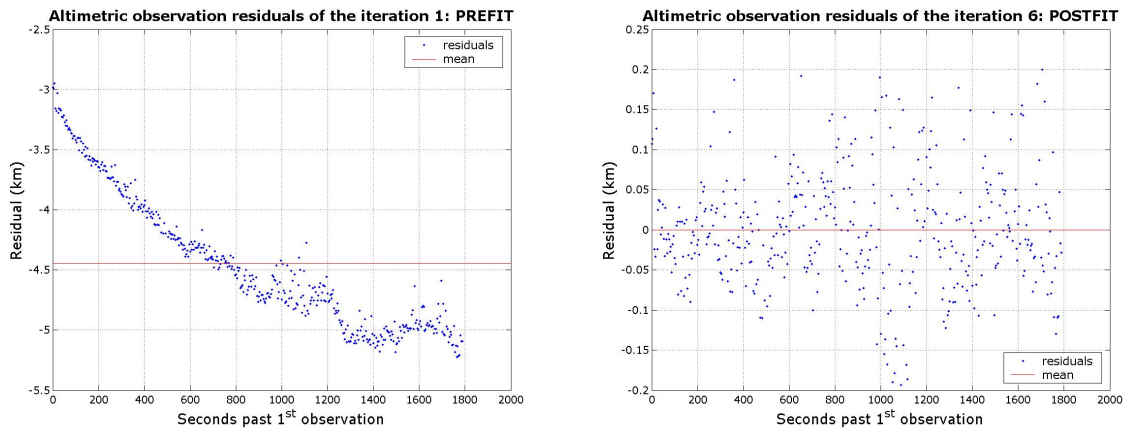 Altimetric observation residuals of the iteration 1: PREFIT
-2.5
-3
-3.5
-4
-4.5
-5
-5.5
0 200 400 600 800 1000 1200 1400 1600 1800 2000
Residual (km)
Seconds past 1st observation
residuals
mean
Altimetric observation residuals of the iteration 6: POSTFIT
0.25
0.2
0.15
0.1
0.05
0
-0.05
-0.1
-0.15
-0.2
0 200 400 600 800 1000 1200 1400 1600 1800 2000
Residual (km)
Seconds past 1st observation
residuals
mean